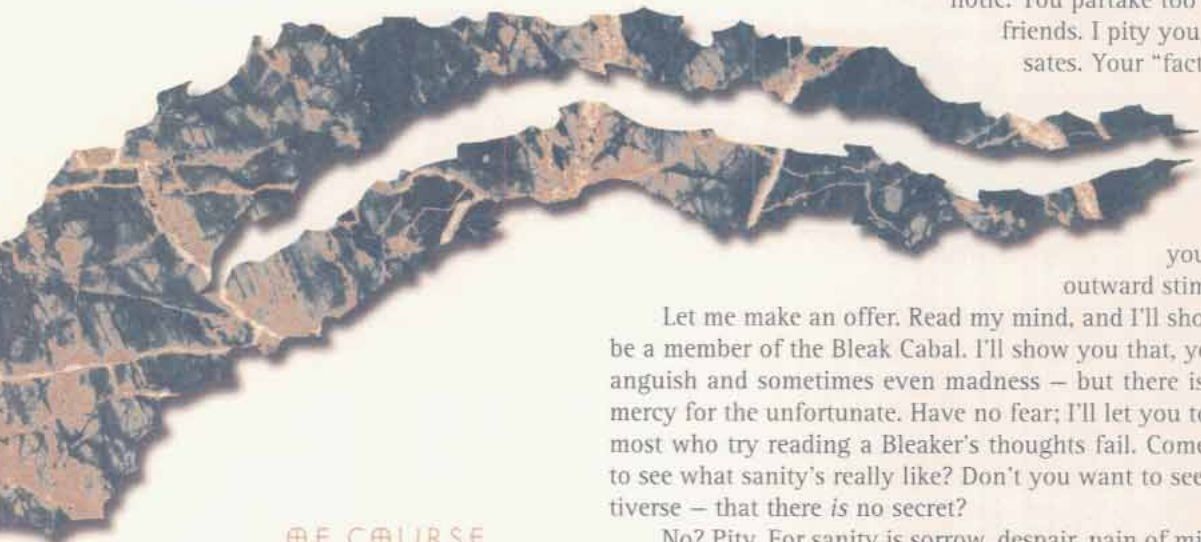 notic. You partake too
friends. I pity you
sates. Your "fact
you
outward stim
Let me make an offer. Read my mind, and I'll sho
be a member of the Bleak Cabal. I'll show you that, ye
anguish and sometimes even madness — but there is
mercy for the unfortunate. Have no fear; I'll let you te
most who try reading a Bleaker's thoughts fail. Come
to see what sanity's really like? Don't you want to see
tiverse — that there is no secret?
OF COURSE
No? Pity. For sanity is sorrow, despair, pain of mi